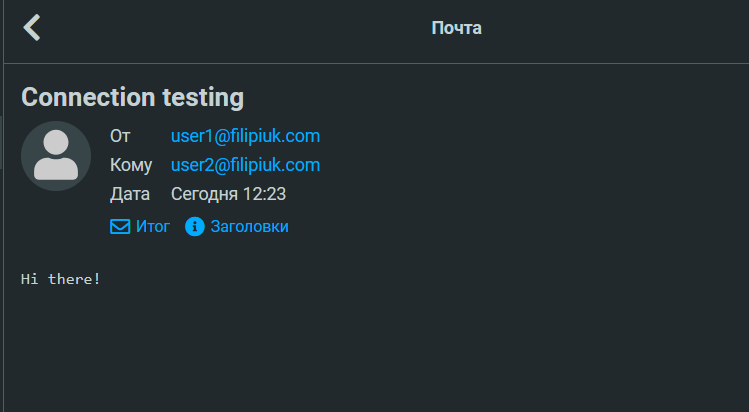 Почта
Connection testing
От user1@filipiuk.com
Кому user2@filipiuk.com
Дата Сегодня 12:23
Итог Заголовки
Hi there!